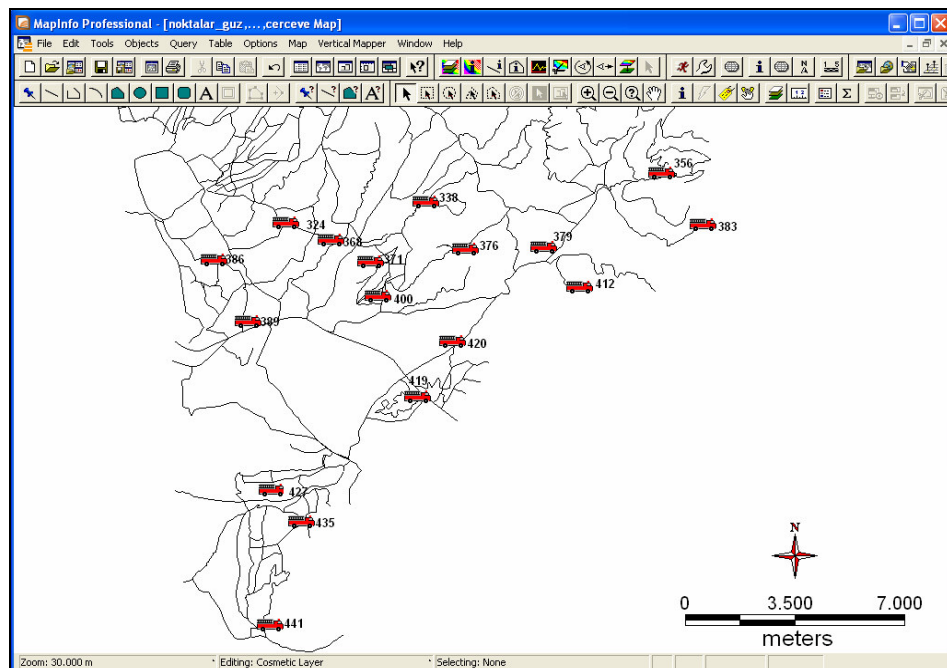 MapInfo Professional - [noktalar_guz,...,cerceve Map]
File Edit Tools Objects Query Table Options Map Vertical Mapper Window Help
356
338
324
383
368
379
376
386
371
412
400
389
420
419
427
435
N
0 3.500 7.000
441
meters
Zoom: 30.000 m Editing: Cosmetic Layer Selecting: None